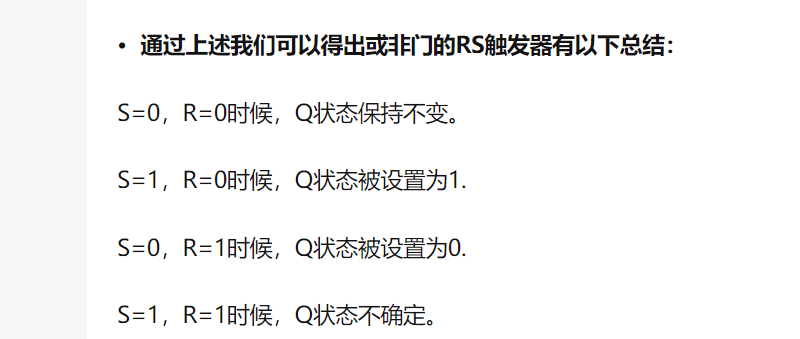 • 通过上述我们可以得出或非门的RS触发器有以下总结：
S=0，R=0时候，Q状态保持不变。
S=1，R=0时候，Q状态被设置为1.
S=0，R=1时候，Q状态被设置为0.
S=1，R=1时候，Q状态不确定。